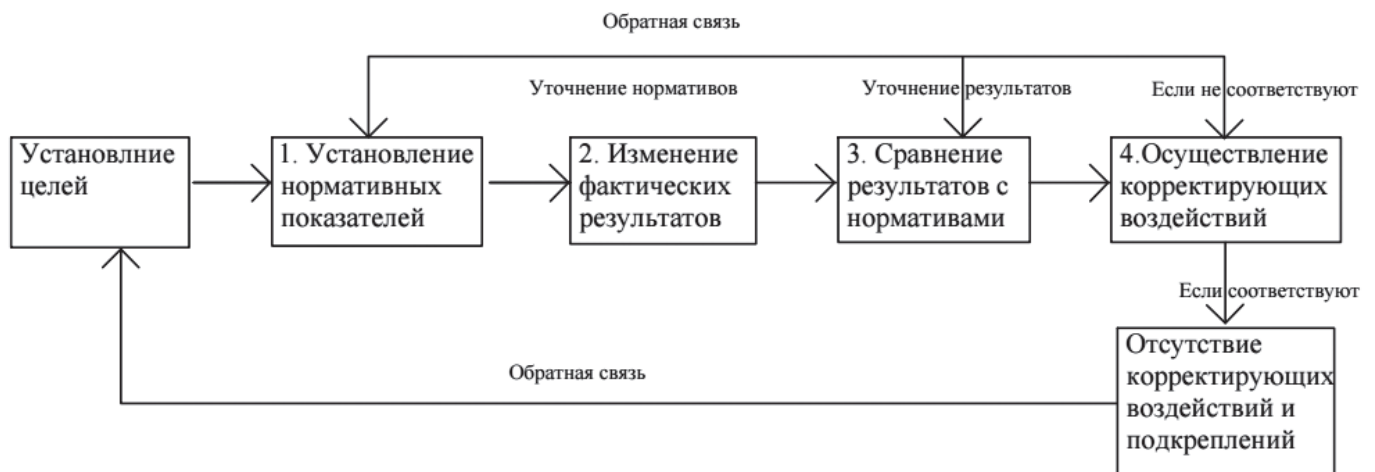 Обратная связь
Уточнение нормативов
Уточнение результатов
Если не соответствуют
Установлние
целей
1. Установление
нормативных
показателей
2. Изменение
фактических
результатов
3. Сравнение
результатов с
нормативами
4.Осуществление
корректирующих
воздействий
Если соответствуют
Обратная связь
Отсутствие
корректирующих
воздействий и
подкреплений